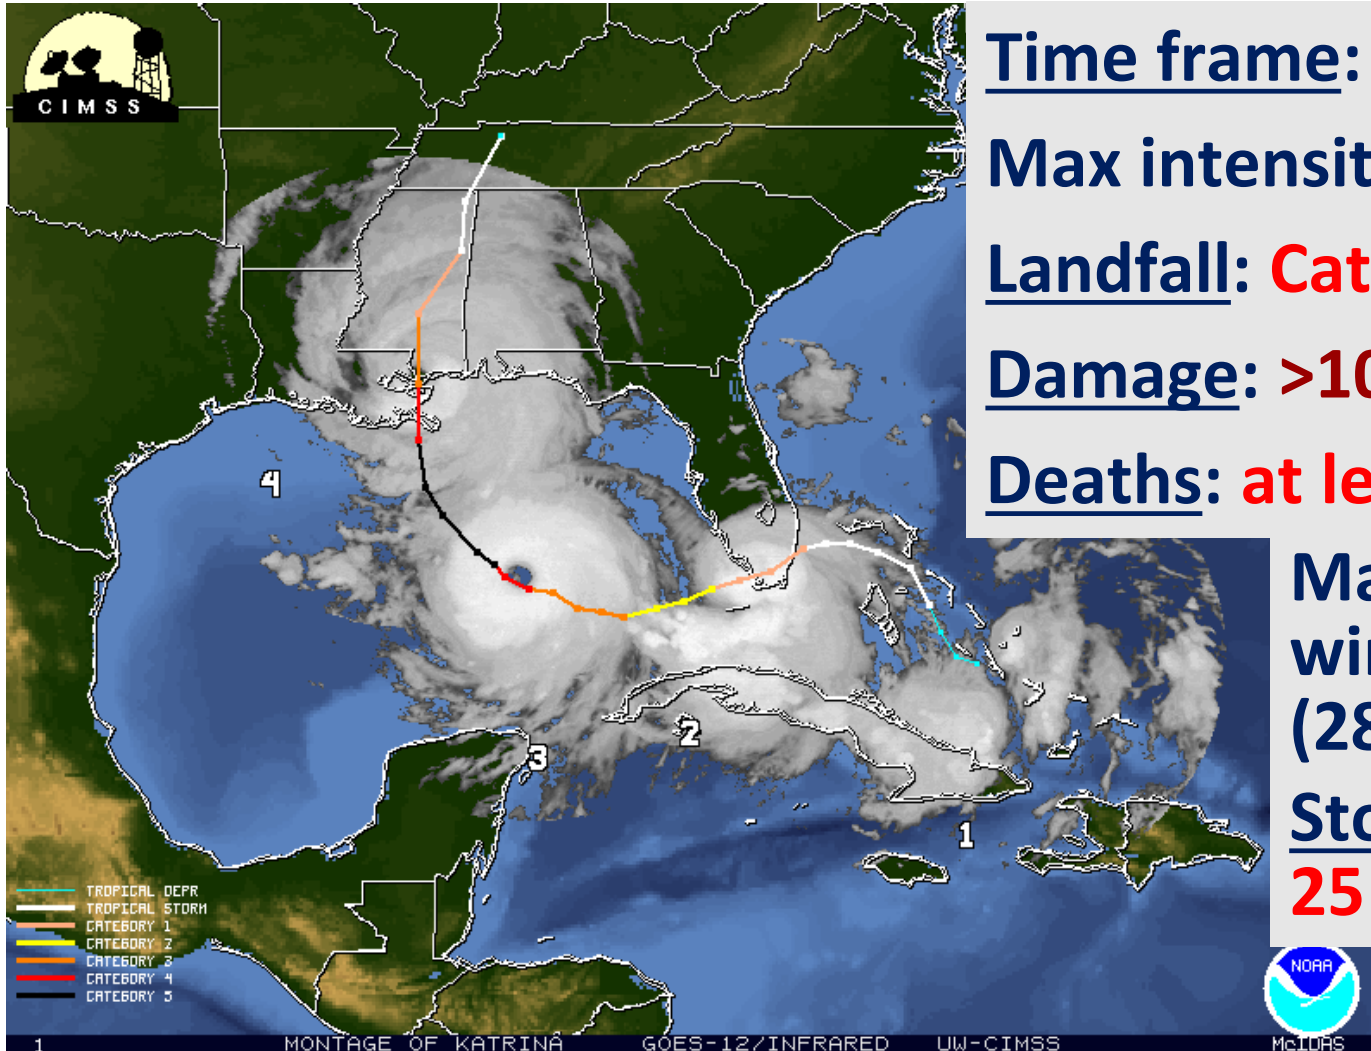 CIMSS
Time frame:
Max intensit
Landfall: Cat
Damage: >10
Deaths: at le
Ma
wi
(28
Sto
25
4
2
3
1
TROPICAL DEPR
TROPICAL STORM
CATEGORY 1
CATEGORY 2
CATEGORY 3
CATEGORY 4
CATEGORY 5
NOAA
1 MONTAGE OF KATRINA GOES-12/INFRARED UW-CIMSS McIDAS